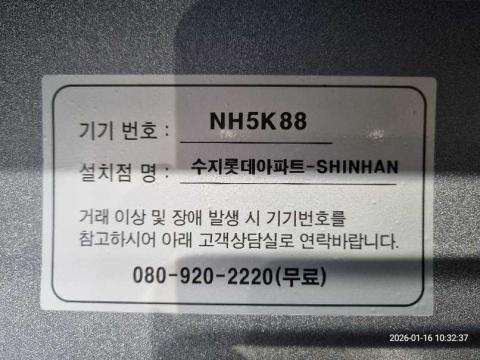 기기 번호 : NH5K88
설치점 명 : 수지롯데아파트-SHINHAN
거래 이상 및 장애 발생 시 기기번호를
참고하시어 아래 고객상담실로 연락바랍니다.
080-920-2220(무료)
2026-01-16 10:32:37